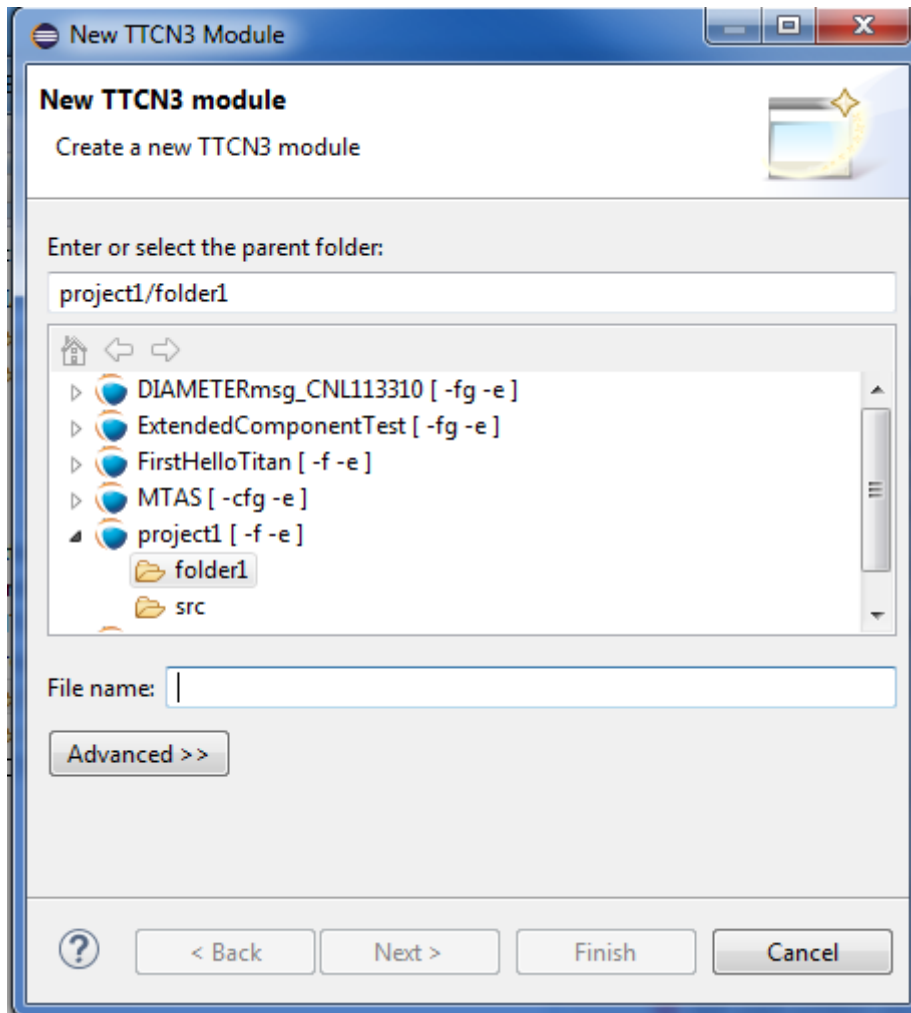 New TTCN3 Module
New TTCN3 module
Create a new TTCN3 module
Enter or select the parent folder:
project1/folder1
DIAMETERmsg_CNL113310 [ -fg -e ]
ExtendedComponentTest [ -fg -e ]
FirstHelloTitan [ -f -e ]
MTAS [ -cfg -e ]
project1 [ -f -e ]
folder1
src
File name:
Advanced >>
< Back Next > Finish Cancel